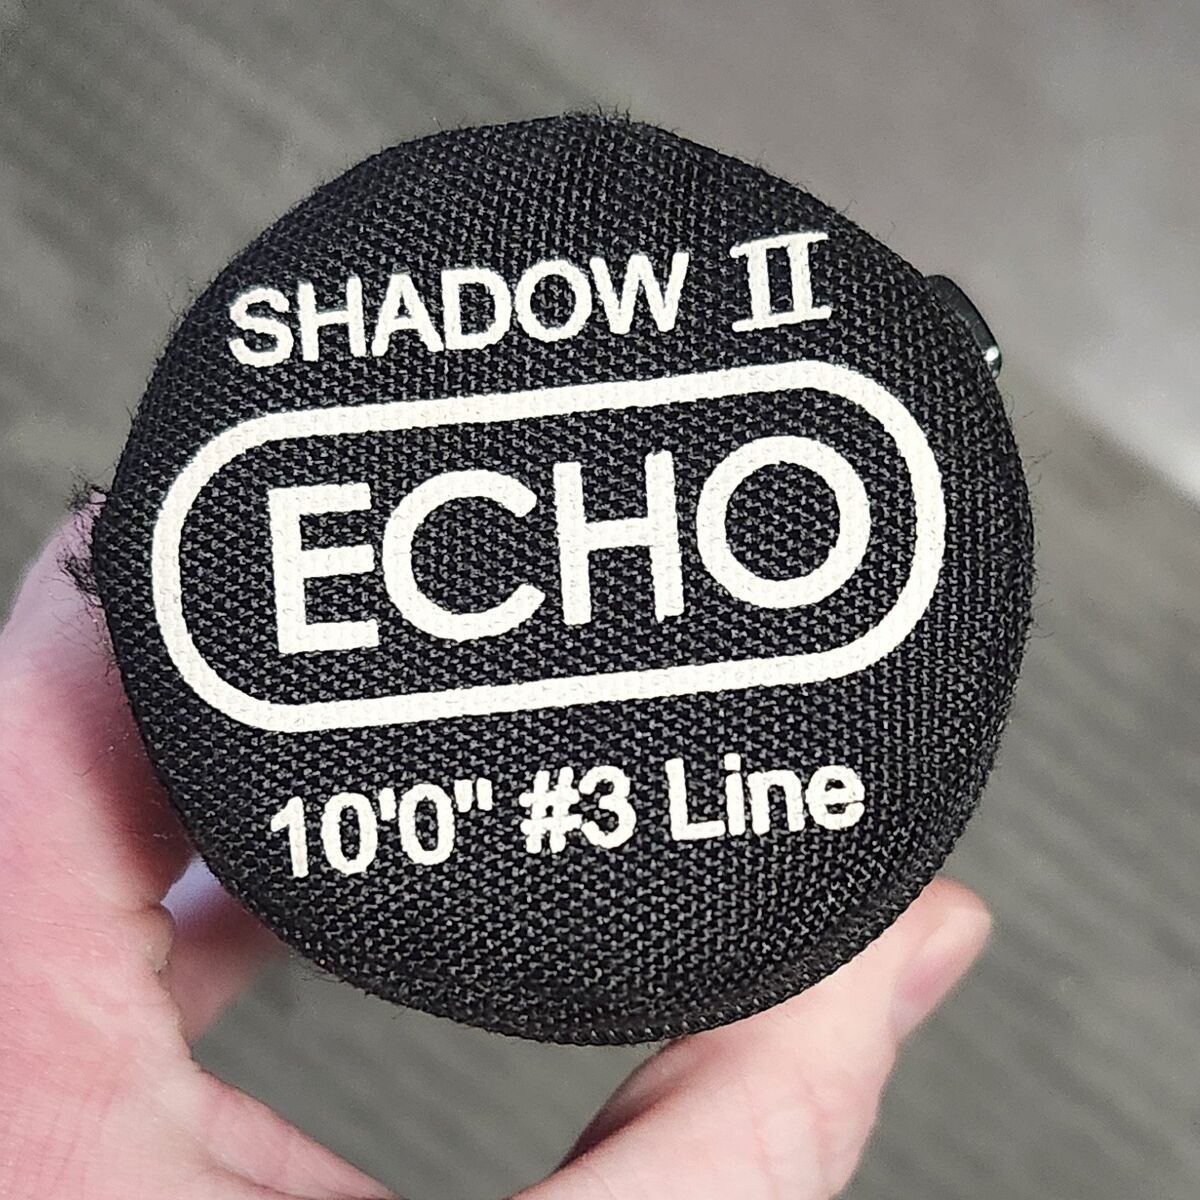 SHADOW II
ECHO
10'0" #3 Line